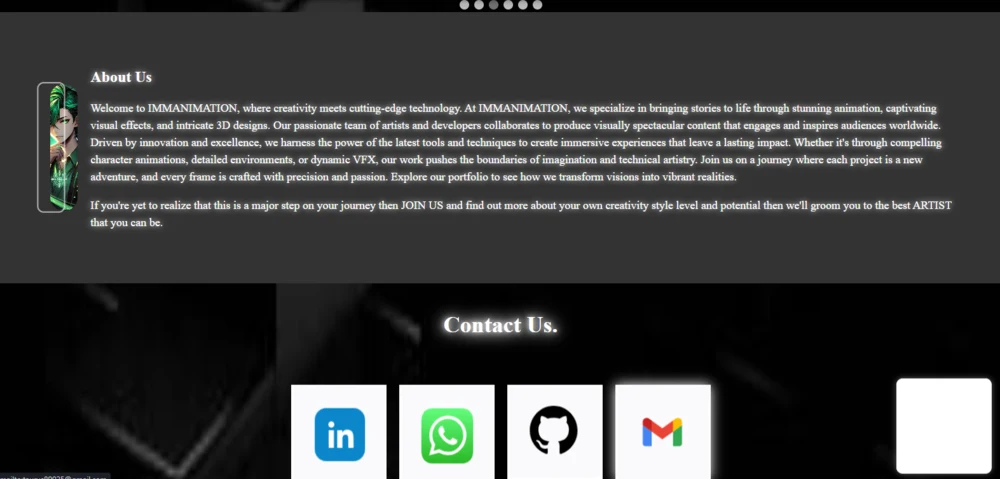 About Us
Welcome to IMMANIMATION, where creativity meets cutting-edge technology. At IMMANIMATION, we specialize in bringing stories to life through stunning animation, captivating
visual effects, and intricate 3D designs. Our passionate team of artists and developers collaborates to produce visually spectacular content that engages and inspires audiences worldwide.
Driven by innovation and excellence, we harness the power of the latest tools and techniques to create immersive experiences that leave a lasting impact. Whether it's through compelling
character animations, detailed environments, or dynamic VFX, our work pushes the boundaries of imagination and technical artistry. Join us on a journey where each project is a new
adventure, and every frame is crafted with precision and passion. Explore our portfolio to see how we transform visions into vibrant realities.
If you're yet to realize that this is a major step on your journey then JOIN US and find out more about your own creativity style level and potential then we'll groom you to the best ARTIST
that you can be.
Contact Us.
in